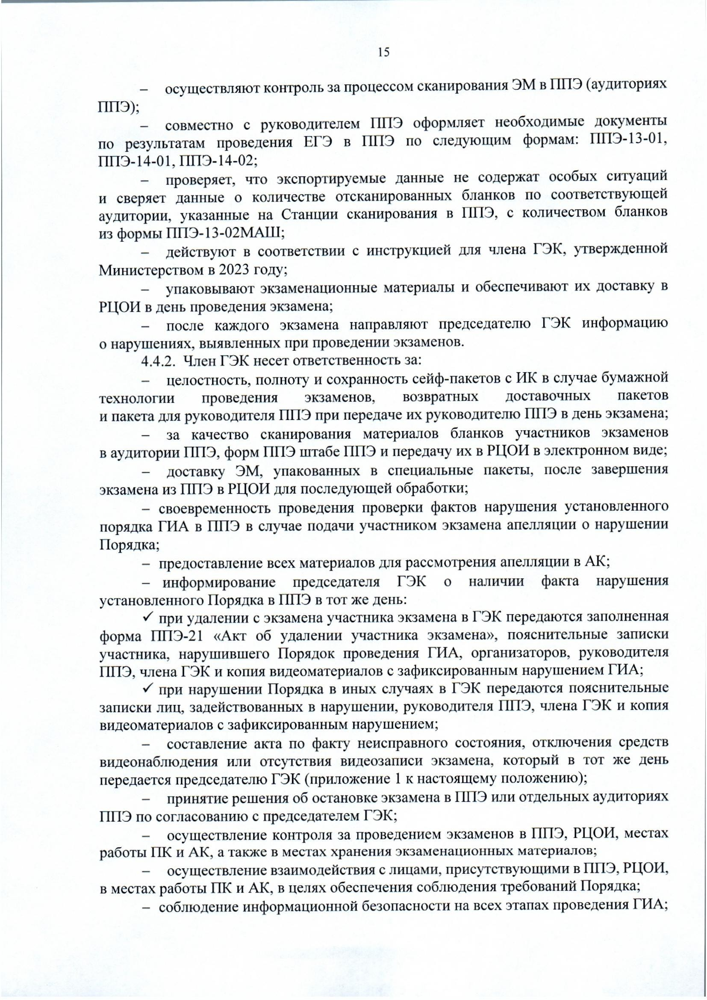 15
– осуществляют контроль за процессом сканирования ЭМ в ППЭ (аудиториях
ППЭ);
– совместно с руководителем ППЭ оформляет необходимые документы
по результатам проведения ЕГЭ в ППЭ по следующим формам: ППЭ-13-01,
ППЭ-14-01, ППЭ-14-02;
– проверяет, что экспортируемые данные не содержат особых ситуаций
и сверяет данные о количестве отсканированных бланков по соответствующей
аудитории, указанные на Станции сканирования в ППЭ, с количеством бланков
из формы ППЭ-13-02МАШ;
– действуют в соответствии с инструкцией для члена ГЭК, утвержденной
Министерством в 2023 году;
– упаковывают экзаменационные материалы и обеспечивают их доставку в
РЦОИ в день проведения экзамена;
– после каждого экзамена направляют председателю ГЭК информацию
о нарушениях, выявленных при проведении экзаменов.
4.4.2. Член ГЭК несет ответственность за:
– целостность, полноту и сохранность сейф-пакетов с ИК в случае бумажной
технологии проведения экзаменов, возвратных доставочных пакетов
и пакета для руководителя ППЭ при передаче их руководителю ППЭ в день экзамена;
– за качество сканирования материалов бланков участников экзаменов
в аудитории ППЭ, форм ППЭ штабе ППЭ и передачу их в РЦОИ в электронном виде;
– доставку ЭМ, упакованных в специальные пакеты, после завершения
экзамена из ППЭ в РЦОИ для последующей обработки;
– своевременность проведения проверки фактов нарушения установленного
порядка ГИА в ППЭ в случае подачи участником экзамена апелляции о нарушении
Порядка;
– предоставление всех материалов для рассмотрения апелляции в АК;
– информирование председателя ГЭК о наличии факта нарушения
установленного Порядка в ППЭ в тот же день:
✓ при удалении с экзамена участника экзамена в ГЭК передаются заполненная
форма ППЭ-21 «Акт об удалении участника экзамена», пояснительные записки
участника, нарушившего Порядок проведения ГИА, организаторов, руководителя
ППЭ, члена ГЭК и копия видеоматериалов с зафиксированным нарушением ГИА;
✓ при нарушении Порядка в иных случаях в ГЭК передаются пояснительные
записки лиц, задействованных в нарушении, руководителя ППЭ, члена ГЭК и копия
видеоматериалов с зафиксированным нарушением;
– составление акта по факту неисправного состояния, отключения средств
видеонаблюдения или отсутствия видеозаписи экзамена, который в тот же день
передается председателю ГЭК (приложение 1 к настоящему положению);
– принятие решения об остановке экзамена в ППЭ или отдельных аудиториях
ППЭ по согласованию с председателем ГЭК;
– осуществление контроля за проведением экзаменов в ППЭ, РЦОИ, местах
работы ПК и АК, а также в местах хранения экзаменационных материалов;
– осуществление взаимодействия с лицами, присутствующими в ППЭ, РЦОИ,
в местах работы ПК и АК, в целях обеспечения соблюдения требований Порядка;
– соблюдение информационной безопасности на всех этапах проведения ГИА;